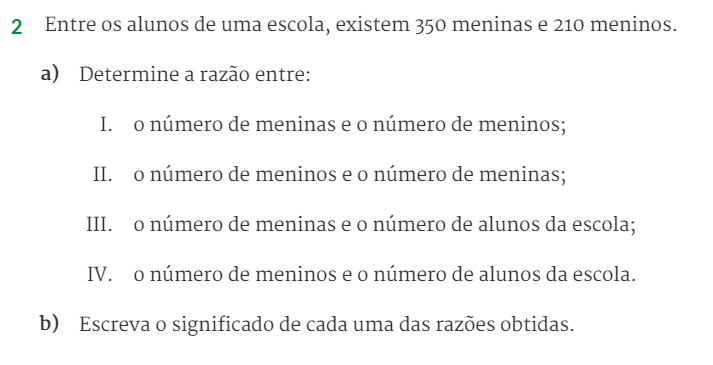 2 Entre os alunos de uma escola, existem 350 meninas e 210 meninos.
a) Determine a razão entre:
I. o número de meninas e o número de meninos;
II. o número de meninos e o número de meninas;
III. o número de meninas e o número de alunos da escola;
IV. o número de meninos e o número de alunos da escola.
b) Escreva o significado de cada uma das razões obtidas.